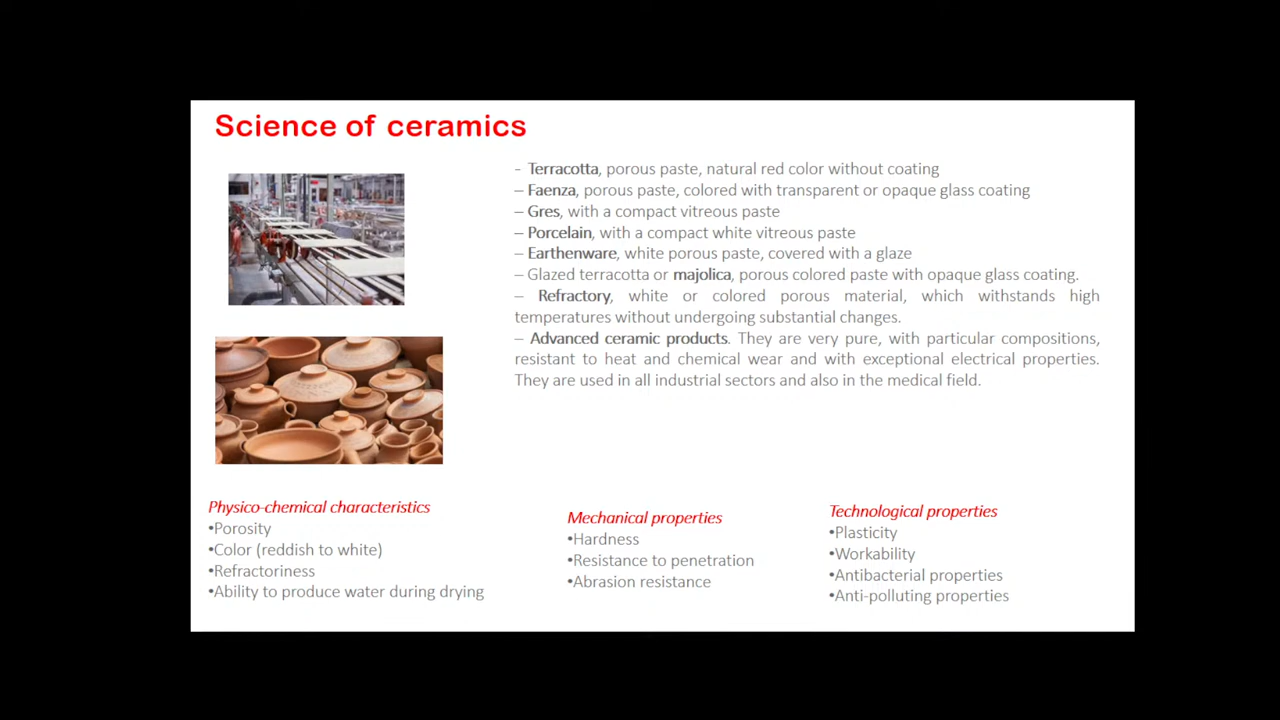 Science of ceramics
- Terracotta, porous paste, natural red color without coating
– Faenza, porous paste, colored with transparent or opaque glass coating
– Gres, with a compact vitreous paste
– Porcelain, with a compact white vitreous paste
– Earthenware, white porous paste, covered with a glaze
– Glazed terracotta or majolica, porous colored paste with opaque glass coating.
– Refractory, white or colored porous material, which withstands high
temperatures without undergoing substantial changes.
– Advanced ceramic products. They are very pure, with particular compositions,
resistant to heat and chemical wear and with exceptional electrical properties.
They are used in all industrial sectors and also in the medical field.
Physico-chemical characteristics
•Porosity
•Color (reddish to white)
•Refractoriness
•Ability to produce water during drying
Mechanical properties
•Hardness
•Resistance to penetration
•Abrasion resistance
Technological properties
•Plasticity
•Workability
•Antibacterial properties
•Anti-polluting properties